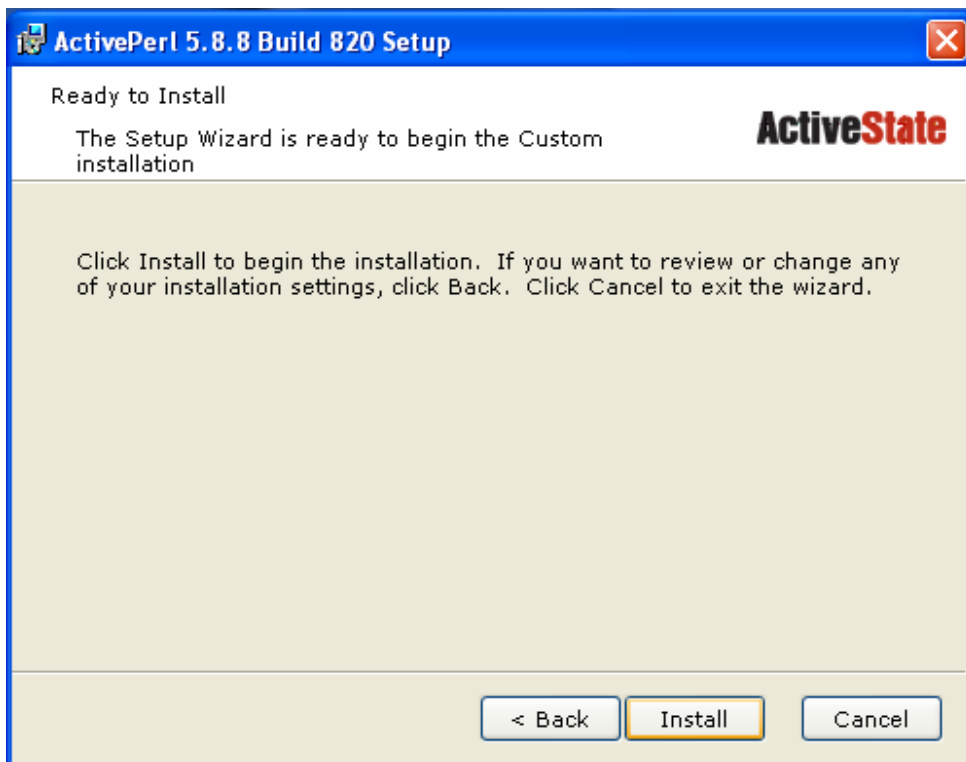 ActivePerl 5.8.8 Build 820 Setup
Ready to Install
The Setup Wizard is ready to begin the Custom
installation
ActiveState
Click Install to begin the installation.  If you want to review or change any
of your installation settings, click Back.  Click Cancel to exit the wizard.
< Back
Install
Cancel